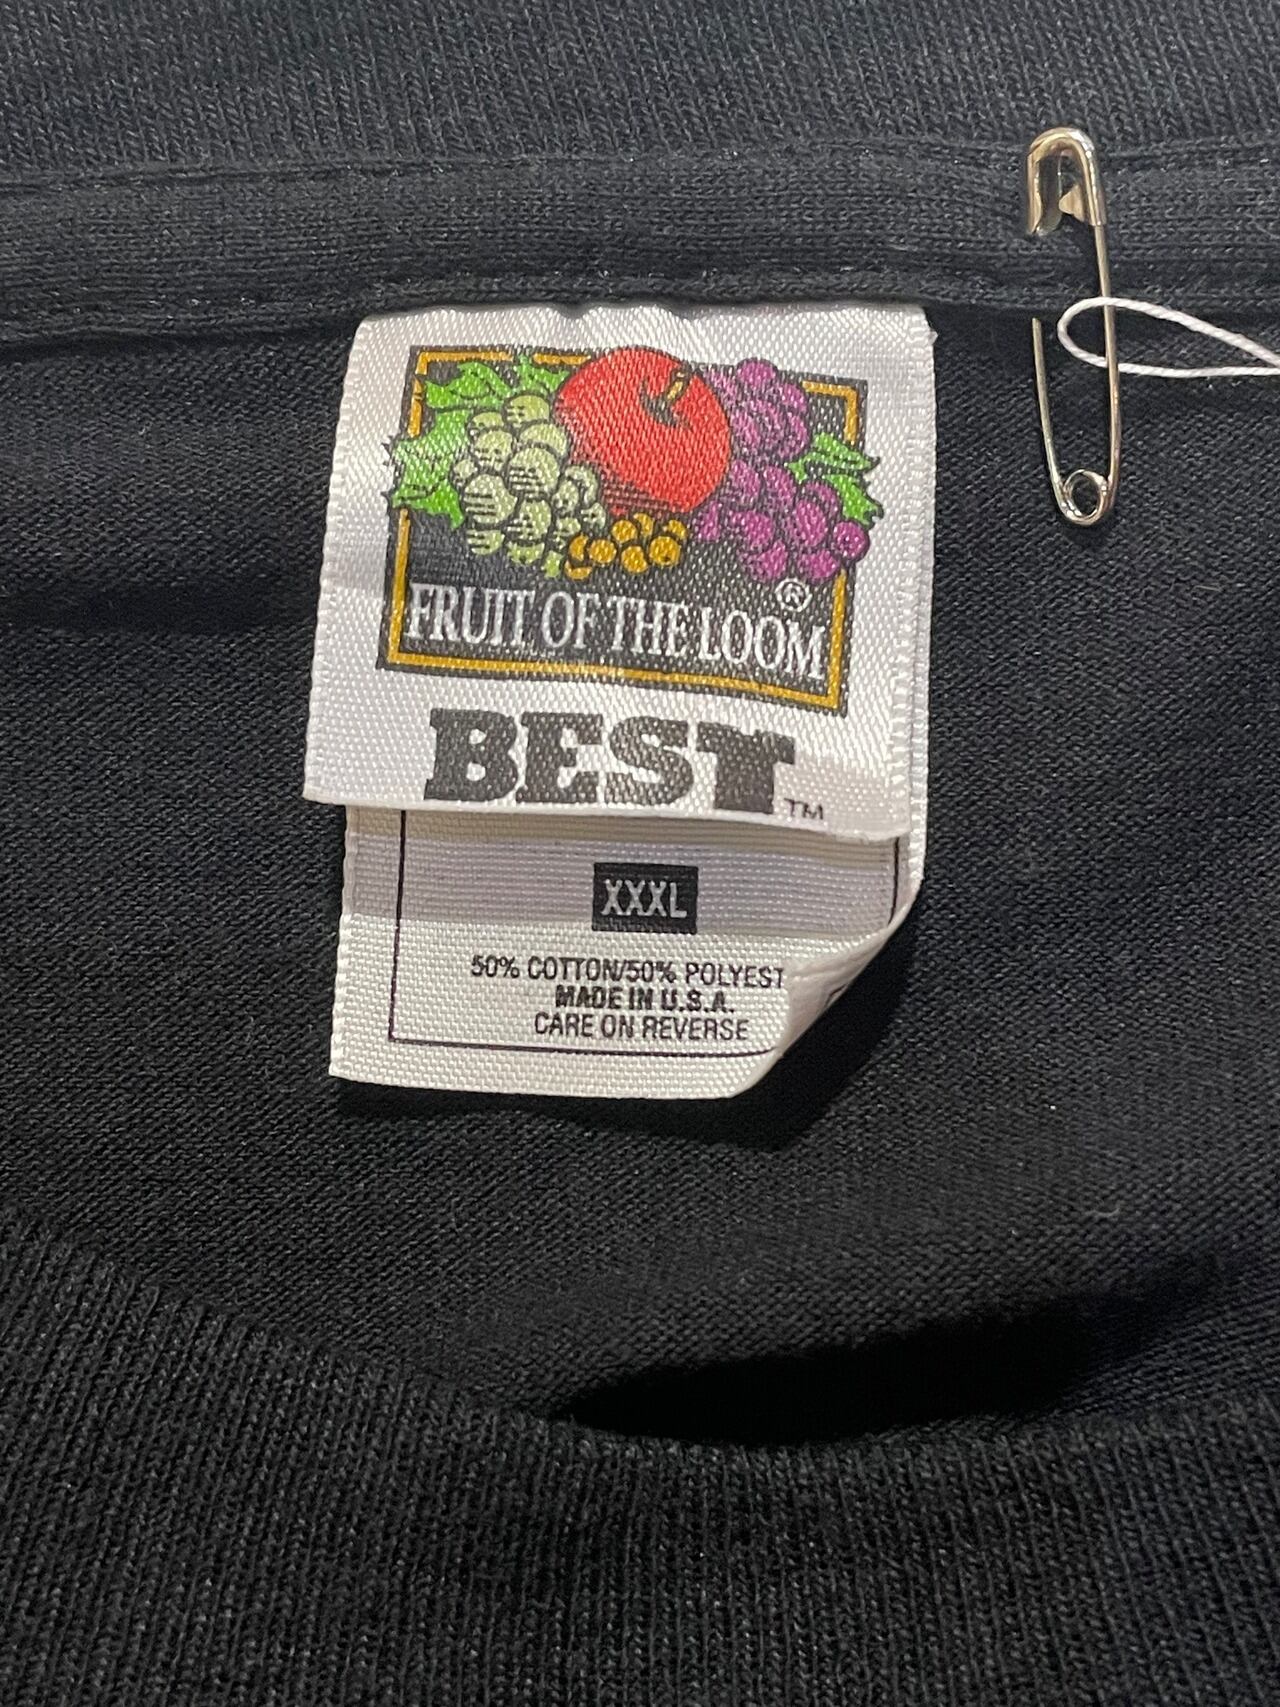 FRUIT OF THE LOOM®
BEST™
XXXL
50% COTTON/50% POLYEST
MADE IN U.S.A.
CARE ON REVERSE